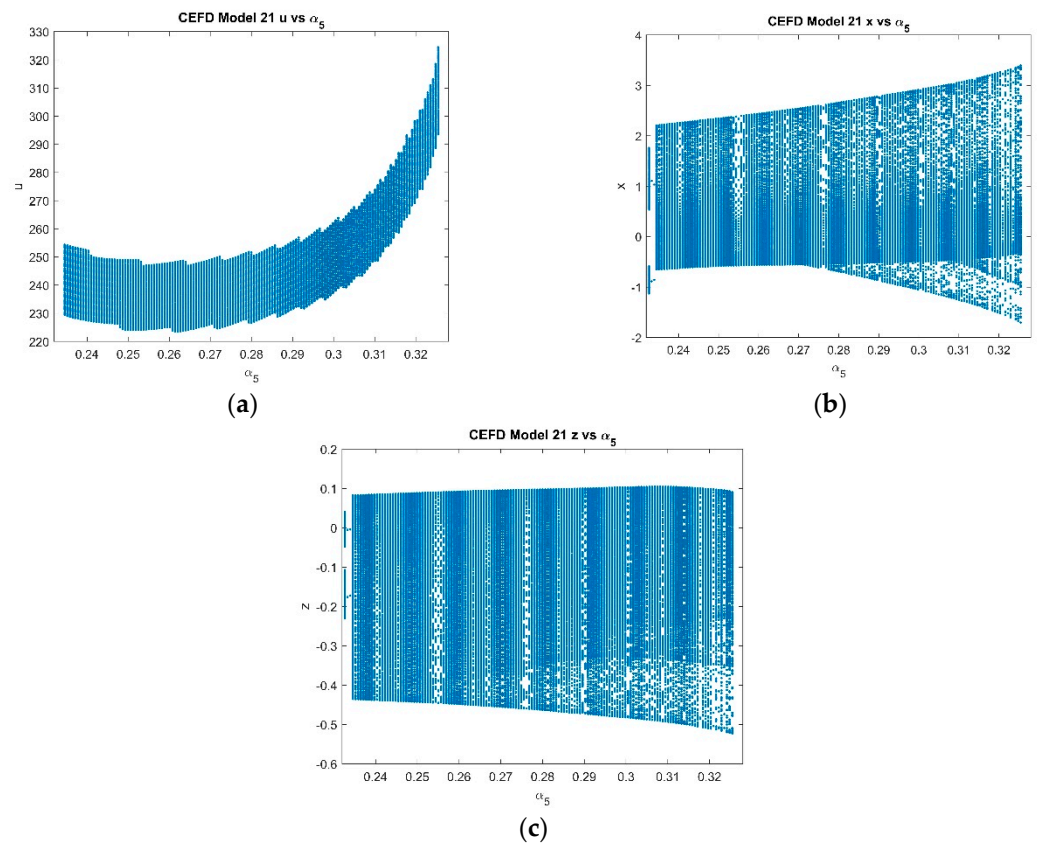 CEFD Model 21 u vs α5
330
320
310
300
290
280
270
260
250
240
230
220
u
0.24 0.25 0.26 0.27 0.28 0.29 0.3 0.31 0.32
α5
(a)
CEFD Model 21 x vs α5
4
3
2
1
0
-1
-2
x
0.24 0.25 0.26 0.27 0.28 0.29 0.3 0.31 0.32
α5
(b)
CEFD Model 21 z vs α5
0.2
0.1
0
-0.1
-0.2
-0.3
-0.4
-0.5
-0.6
z
0.24 0.25 0.26 0.27 0.28 0.29 0.3 0.31 0.32
α5
(c)